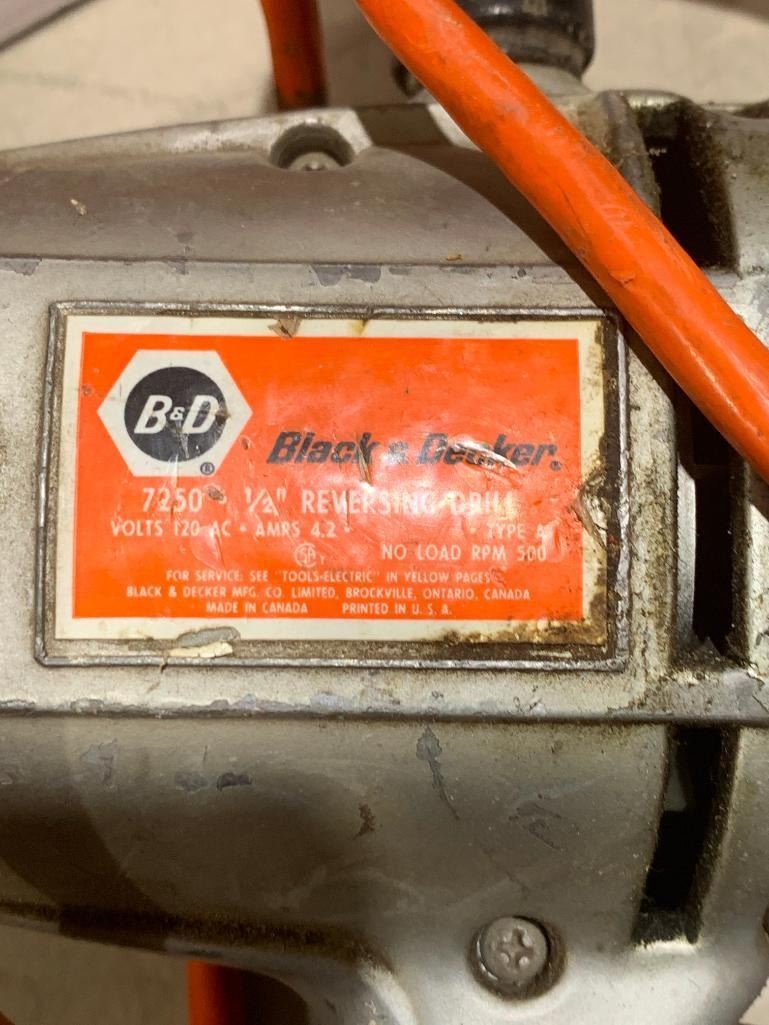 B&D
®
Black & Decker.
7250 - 1/2" REVERSING DRILL
VOLTS 120 AC • AMPS 4.2 • TYPE A
NO LOAD RPM 500
FOR SERVICE: SEE "TOOLS-ELECTRIC" IN YELLOW PAGES
BLACK & DECKER MFG. CO. LIMITED, BROCKVILLE, ONTARIO, CANADA
MADE IN CANADA PRINTED IN U.S.A.